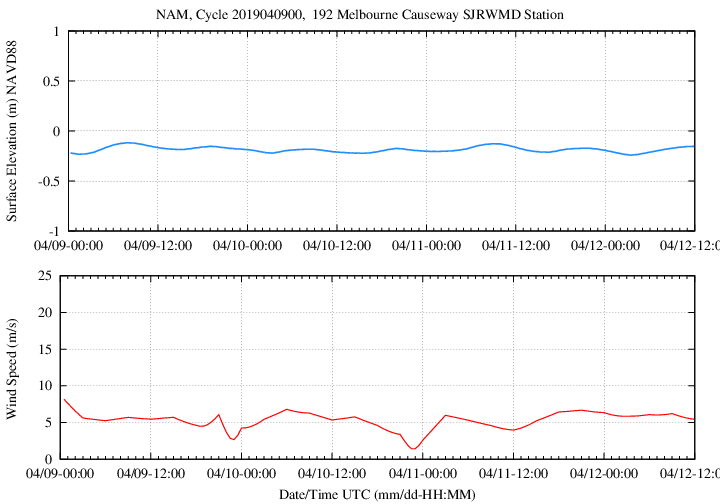 NAM, Cycle 2019040900,  192 Melbourne Causeway SJRWMD Station
Surface Elevation (m) NAVD88
1
0.5
0
-0.5
-1
04/09-00:00 04/09-12:00 04/10-00:00 04/10-12:00 04/11-00:00 04/11-12:00 04/12-00:00 04/12-12:0
Wind Speed (m/s)
25
20
15
10
5
0
04/09-00:00 04/09-12:00 04/10-00:00 04/10-12:00 04/11-00:00 04/11-12:00 04/12-00:00 04/12-12:0
Date/Time UTC (mm/dd-HH:MM)